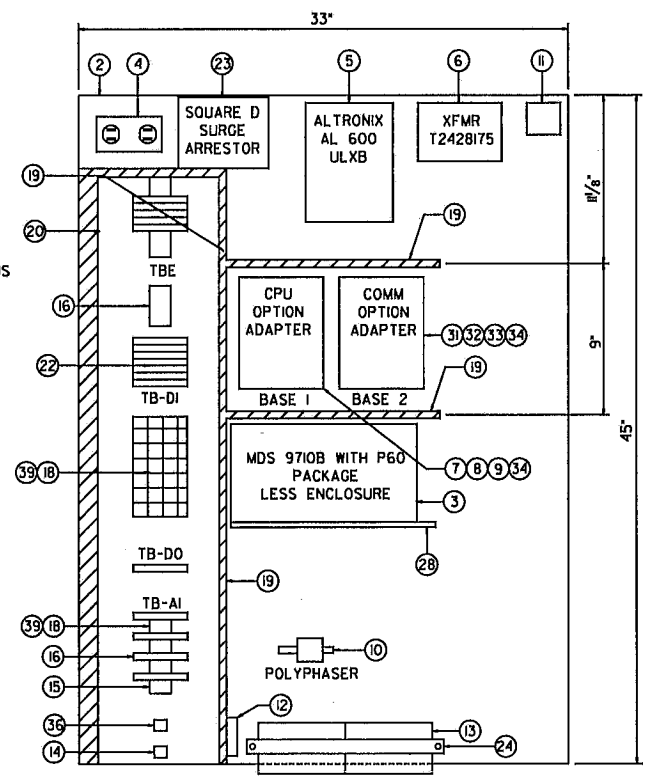 33"
2
4
23
5
6
11
SQUARE D
SURGE
ARRESTOR
ALTRONIX
AL 600
ULXB
XFMR
T2428175
11 1/8"
19
19
20
US
TBE
16
CPU
OPTION
ADAPTER
COMM
OPTION
ADAPTER
31 32 33 34
9"
22
19
TB-DI
BASE 1
BASE 2
45"
39 18
MDS 9710B WITH P60
PACKAGE
LESS ENCLOSURE
7 8 9 34
3
TB-DO
28
19
TB-AI
39 18
16
10
POLYPHASER
15
12
36
13
14
24